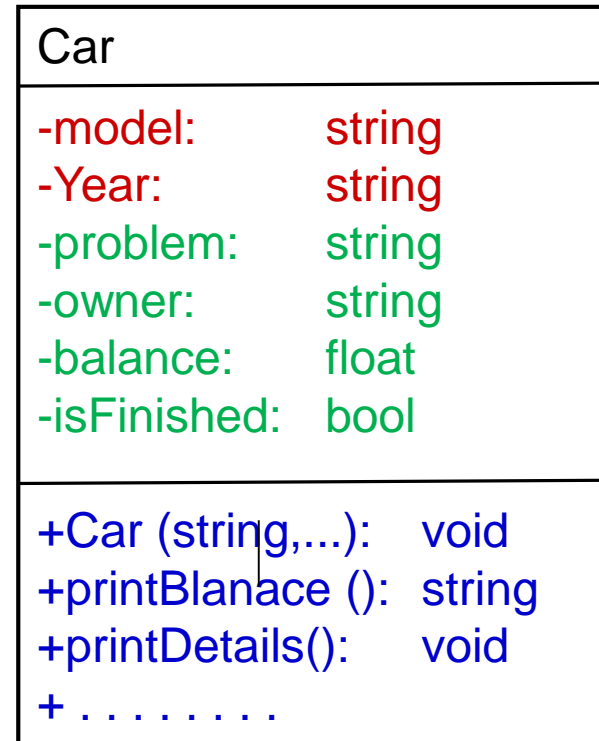 Car
-model: string
-Year: string
-problem: string
-owner: string
-balance: float
-isFinished: bool
+Car (string,...): void
+printBlanace (): string
+printDetails(): void
+ . . . . . . . .